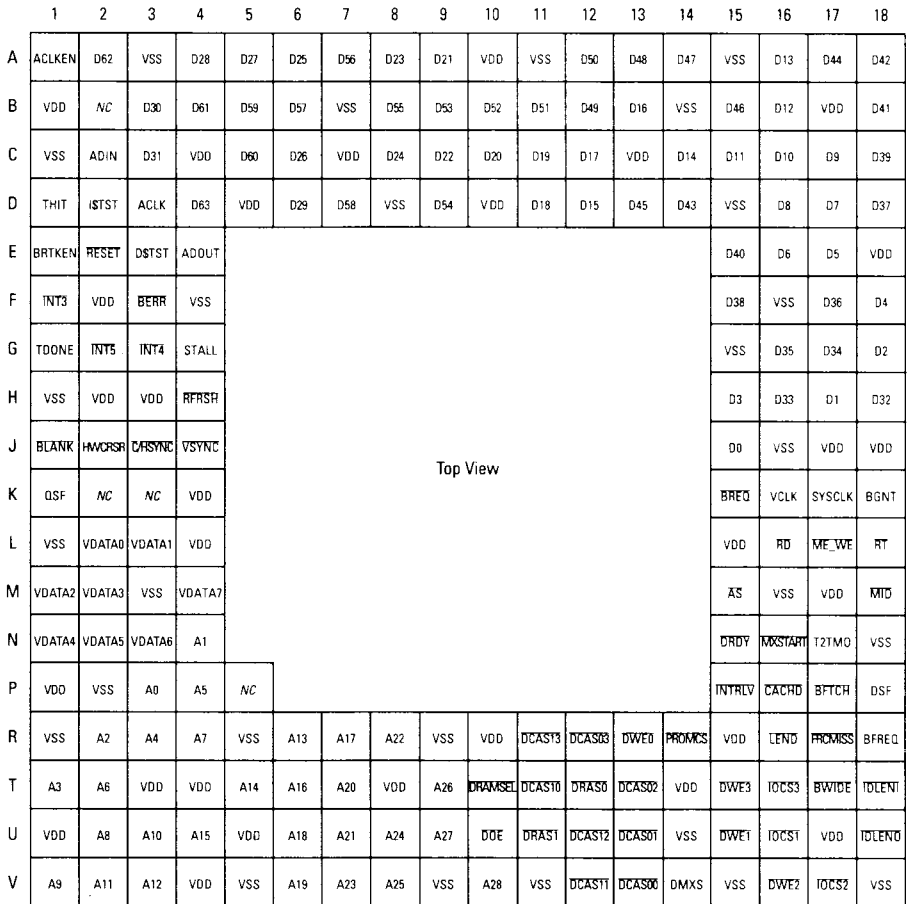 1 2 3 4 5 6 7 8 9 10 11 12 13 14 15 16 17 18
A ACLKEN D62 VSS D28 D27 D25 D56 D23 D21 VDD VSS D50 D48 D47 VSS D13 D44 D42
B VDD NC D30 D61 D59 D57 VSS D55 D53 D52 D51 D49 D16 VSS D46 D12 VDD D41
C VSS ADIN D31 VDD D60 D26 VDD D24 D22 D20 D19 D17 VDD D14 D11 D10 D9 D39
D THIT I$TST ACLK D63 VDD D29 D58 VSS D54 VDD D18 D15 D45 D43 VSS D8 D7 D37
E BRTKEN RESET D$TST ADOUT D40 D6 D5 VDD
F INT3 VDD BERR VSS D38 VSS D36 D4
G TDONE INT5 INT4 STALL VSS D35 D34 D2
H VSS VDD VDD RFRSH D3 D33 D1 D32
J BLANK HWCRSR C/HSYNC VSYNC D0 VSS VDD VDD
Top View
K QSF NC NC VDD BREQ VCLK SYSCLK BGNT
L VSS VDATA0 VDATA1 VDD VDD RD ME_WE RT
M VDATA2 VDATA3 VSS VDATA7 AS VSS VDD MID
N VDATA4 VDATA5 VDATA6 A1 DRDY MXSTART T2TMO VSS
P VDD VSS A0 A5 NC INTRLV CACHD BFTCH DSF
R VSS A2 A4 A7 VSS A13 A17 A22 VSS VDD DCAS13 DCAS03 DWE0 PROMCS VDD LEND PRCMISS BFREQ
T A3 A6 VDD VDD A14 A16 A20 VDD A26 DRAMSEL DCAS10 DRAS0 DCAS02 VDD DWE3 IOCS3 BWIDE IDLEN1
U VDD A8 A10 A15 VDD A18 A21 A24 A27 DOE DRAS1 DCAS12 DCAS01 VSS DWE1 IOCS1 VDD IDLEN0
V A9 A11 A12 VDD VSS A19 A23 A25 VSS A28 VSS DCAS11 DCAS00 DMXS VSS DWE2 IOCS2 VSS